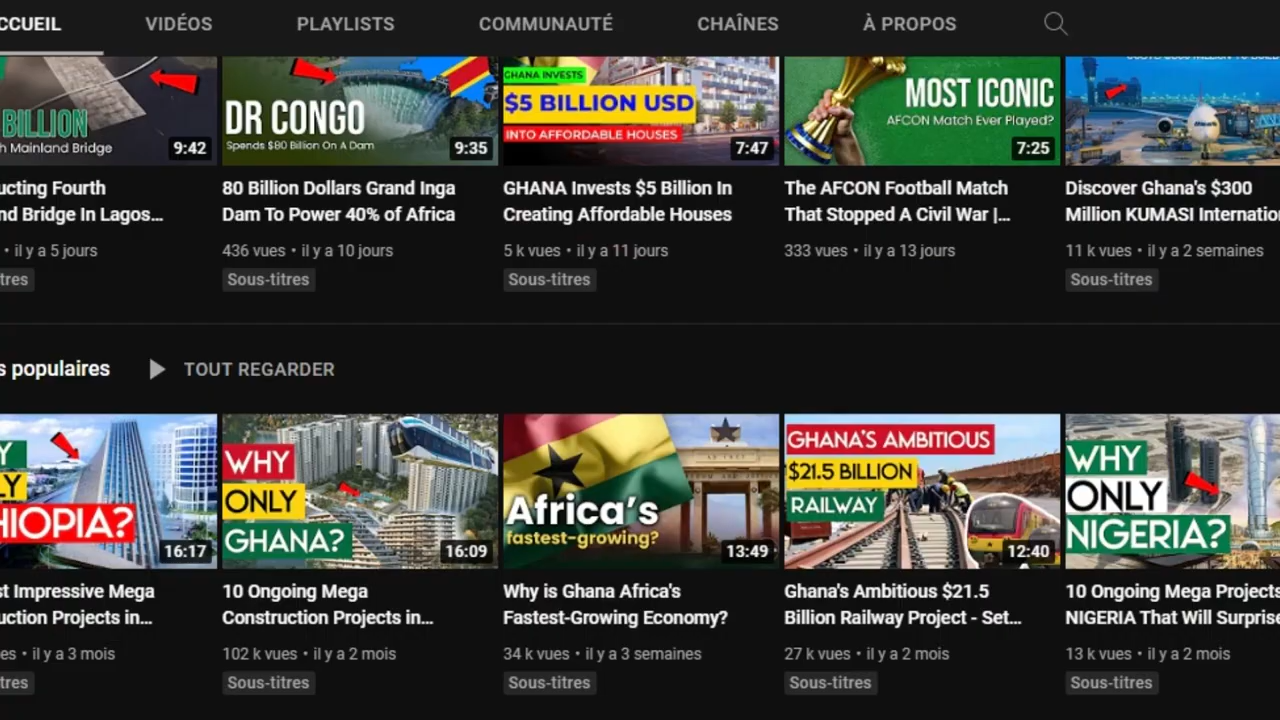 CCUEIL
VIDÉOS
PLAYLISTS
COMMUNAUTÉ
CHAÎNES
À PROPOS
BILLION
h Mainland Bridge
9:42
DR CONGO
Spends $80 Billion On A Dam
9:35
GHANA INVESTS
$5 BILLION USD
INTO AFFORDABLE HOUSES
7:47
MOST ICONIC
AFCON Match Ever Played?
7:25
ucting Fourth
nd Bridge In Lagos...
• il y a 5 jours
tres
80 Billion Dollars Grand Inga
Dam To Power 40% of Africa
436 vues • il y a 10 jours
Sous-titres
GHANA Invests $5 Billion In
Creating Affordable Houses
5 k vues • il y a 11 jours
Sous-titres
The AFCON Football Match
That Stopped A Civil War |...
333 vues • il y a 13 jours
Discover Ghana's $300
Million KUMASI Internatio
11 k vues • il y a 2 semaines
Sous-titres
s populaires
TOUT REGARDER
Y
LY
HIOPIA?
16:17
WHY
ONLY
GHANA?
16:09
Africa's
fastest-growing?
13:49
GHANA'S AMBITIOUS
$21.5 BILLION
RAILWAY
12:40
WHY
ONLY
NIGERIA?
st Impressive Mega
uction Projects in...
es • il y a 3 mois
tres
10 Ongoing Mega
Construction Projects in...
102 k vues • il y a 2 mois
Sous-titres
Why is Ghana Africa's
Fastest-Growing Economy?
34 k vues • il y a 3 semaines
Sous-titres
Ghana's Ambitious $21.5
Billion Railway Project - Set...
27 k vues • il y a 2 mois
Sous-titres
10 Ongoing Mega Projects
NIGERIA That Will Surprise
13 k vues • il y a 2 mois
Sous-titres